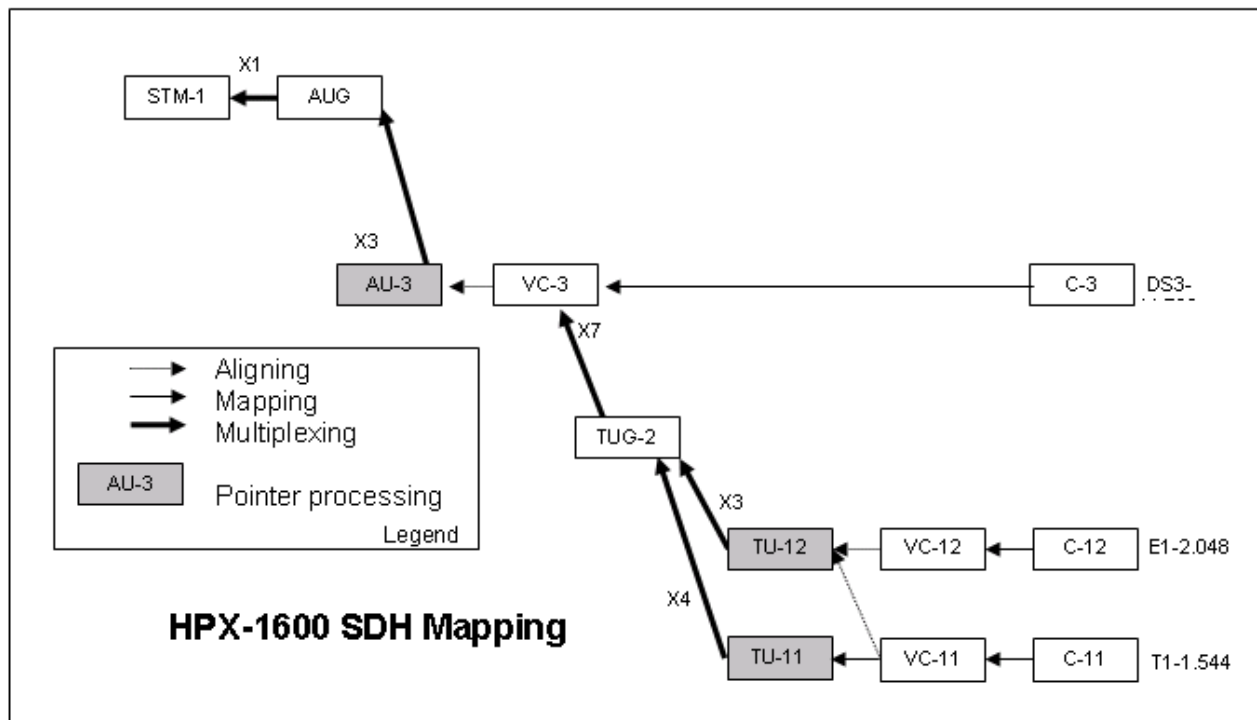 X1
STM-1 AUG
X3
AU-3 VC-3 C-3 DS3-
X7
Aligning
Mapping
Multiplexing
AU-3 Pointer processing
Legend
TUG-2
X3
TU-12 VC-12 C-12 E1-2.048
X4
HPX-1600 SDH Mapping
TU-11 VC-11 C-11 T1-1.544